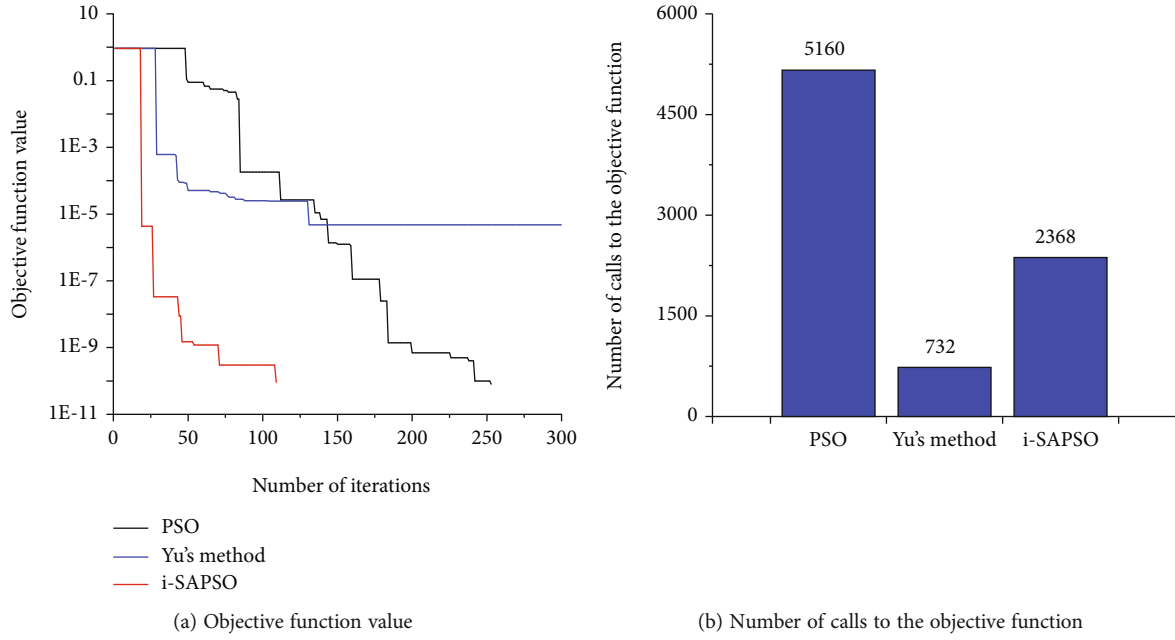 10
0.1
1E-3
1E-5
1E-7
1E-9
1E-11
Objective function value
0 50 100 150 200 250 300
Number of iterations
PSO
Yu's method
i-SAPSO
(a) Objective function value
6000
4500
3000
1500
0
Number of calls to the objective function
5160
732
2368
PSO Yu's method i-SAPSO
(b) Number of calls to the objective function